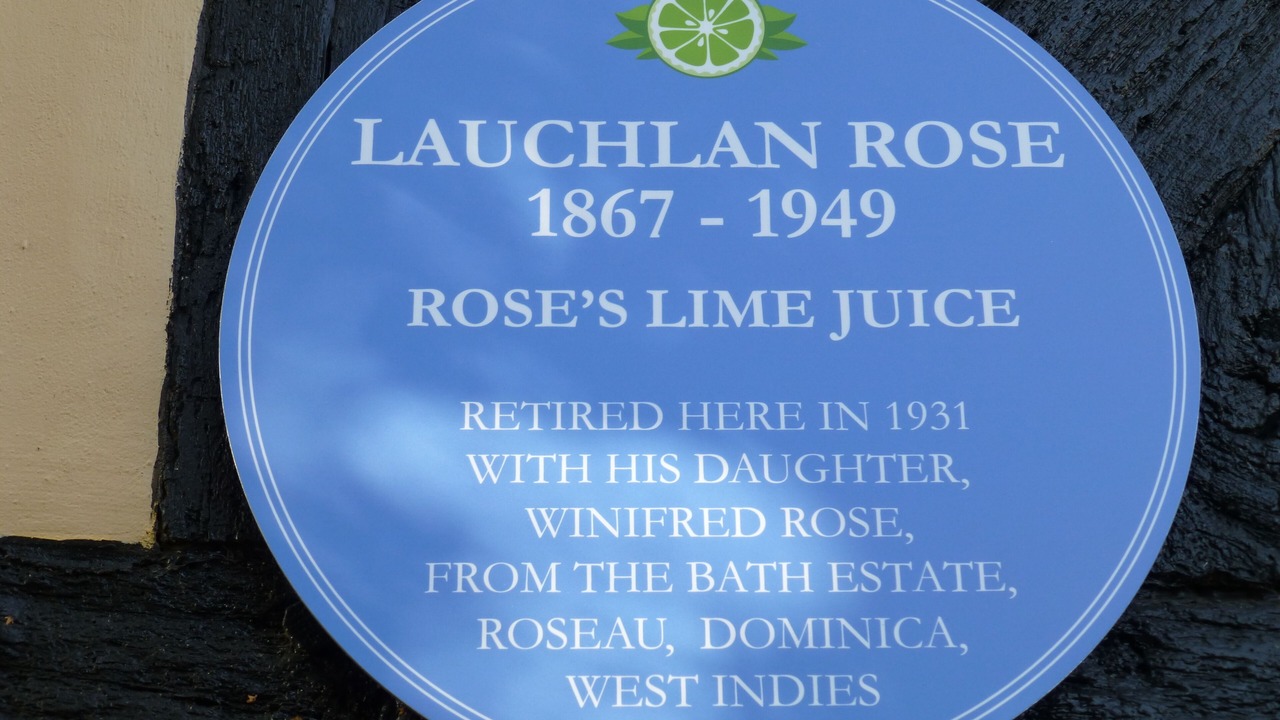 LAUCHLAN ROSE
1867 - 1949
ROSE'S LIME JUICE
RETIRED HERE IN 1931
WITH HIS DAUGHTER,
WINIFRED ROSE,
FROM THE BATH ESTATE,
ROSEAU, DOMINICA,
WEST INDIES